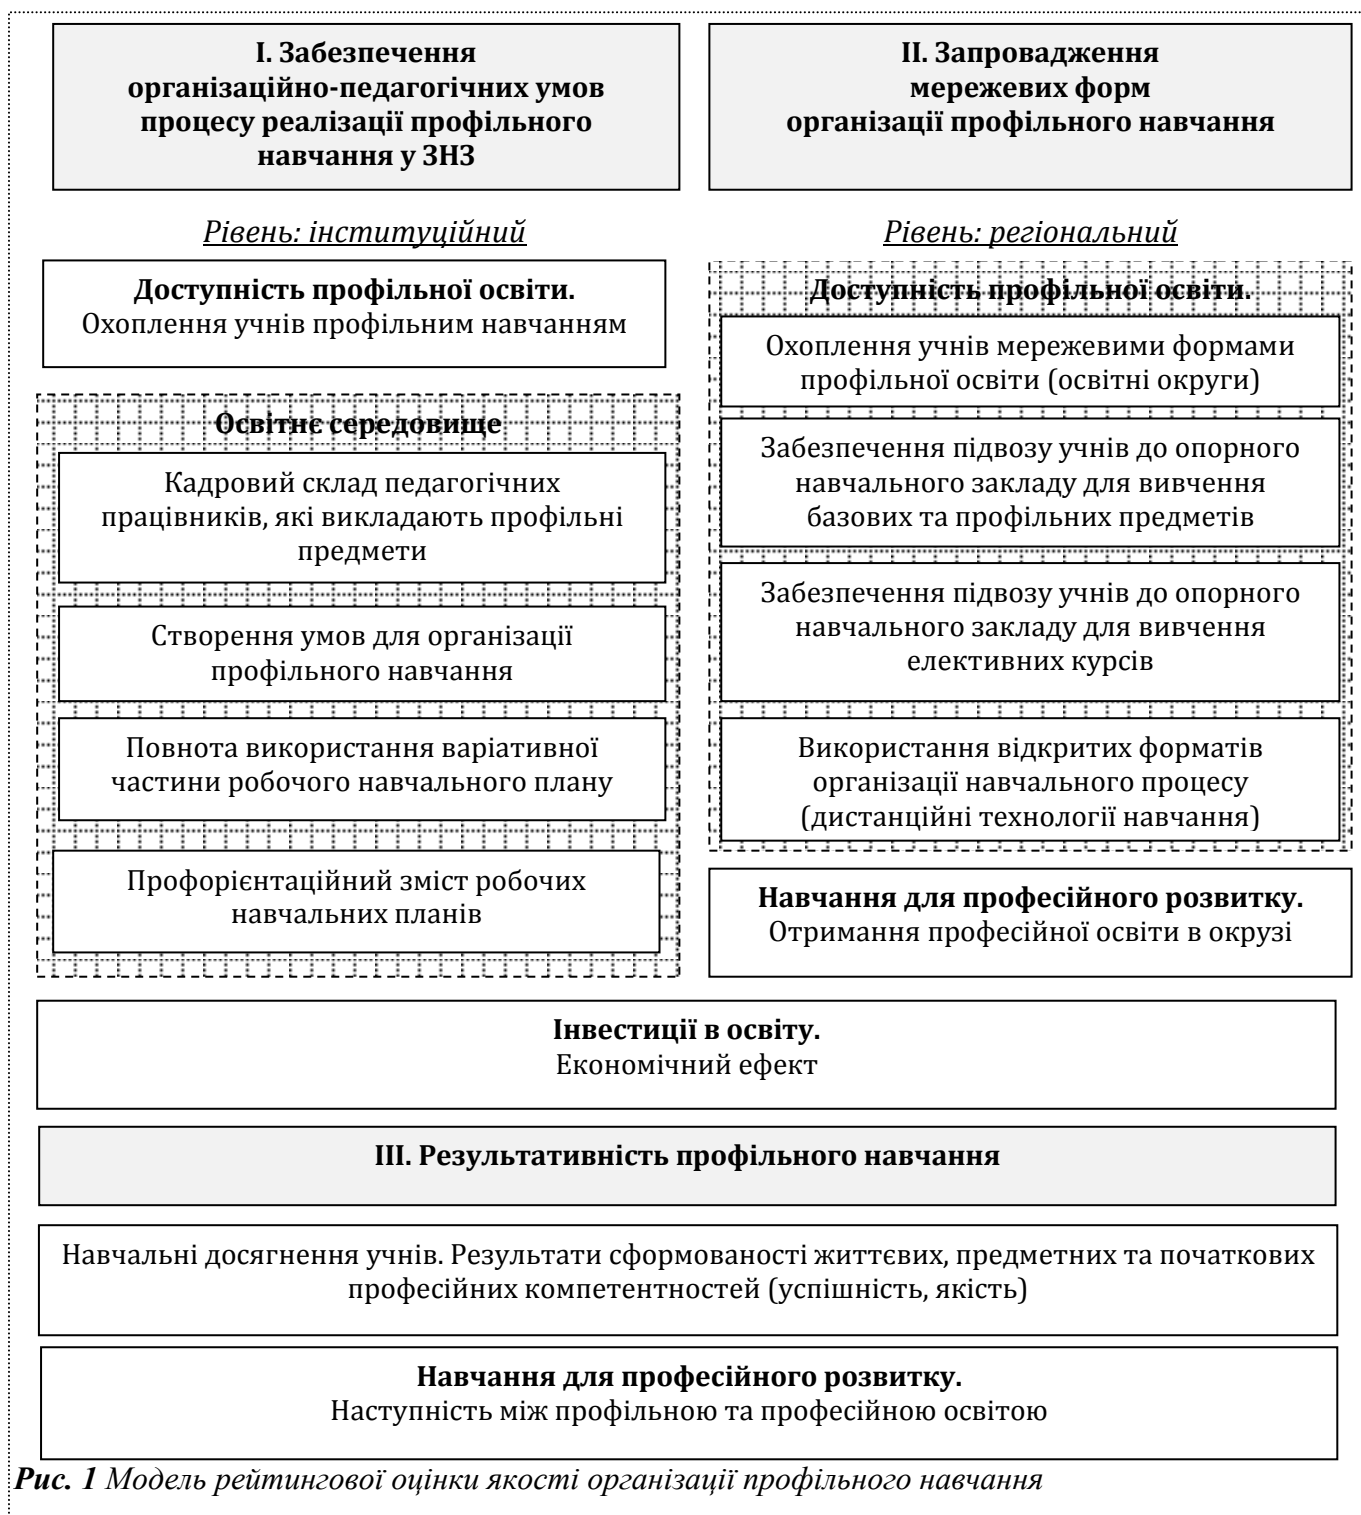 І. Забезпечення
організаційно-педагогічних умов
процесу реалізації профільного
навчання у ЗНЗ
Рівень: інституційний
Доступність профільної освіти.
Охоплення учнів профільним навчанням
Освітнє середовище
Кадровий склад педагогічних
працівників, які викладають профільні
предмети
Створення умов для організації
профільного навчання
Повнота використання варіативної
частини робочого навчального плану
Профорієнтаційний зміст робочих
навчальних планів
ІІ. Запровадження
мережевих форм
організації профільного навчання
Рівень: регіональний
Доступність профільної освіти.
Охоплення учнів мережевими формами
профільної освіти (освітні округи)
Забезпечення підвозу учнів до опорного
навчального закладу для вивчення
базових та профільних предметів
Забезпечення підвозу учнів до опорного
навчального закладу для вивчення
елективних курсів
Використання відкритих форматів
організації навчального процесу
(дистанційні технології навчання)
Навчання для професійного розвитку.
Отримання професійної освіти в окрузі
Інвестиції в освіту.
Економічний ефект
ІІІ. Результативність профільного навчання
Навчальні досягнення учнів. Результати сформованості життєвих, предметних та початкових
професійних компетентностей (успішність, якість)
Навчання для професійного розвитку.
Наступність між профільною та професійною освітою
Рис. 1 Модель рейтингової оцінки якості організації профільного навчання